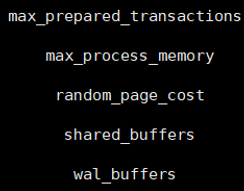 max_prepared_transactions
max_process_memory
random_page_cost
shared_buffers
wal_buffers